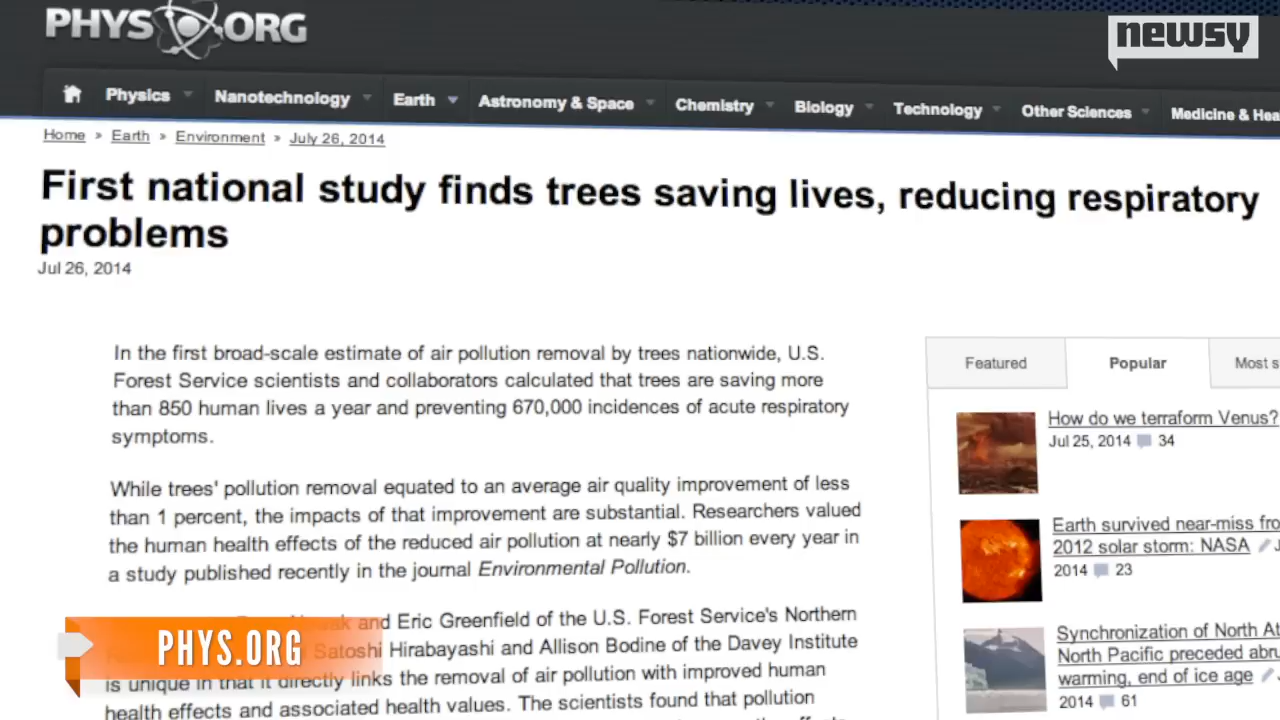 PHYS ORG
newsy
Physics Nanotechnology Earth Astronomy & Space Chemistry Biology Technology Other Sciences Medicine &
Home » Earth » Environment » July 26, 2014
First national study finds trees saving lives, reducing respiratory
problems
Jul 26, 2014
In the first broad-scale estimate of air pollution removal by trees nationwide, U.S.
Forest Service scientists and collaborators calculated that trees are saving more
than 850 human lives a year and preventing 670,000 incidences of acute respiratory
symptoms.
While trees' pollution removal equated to an average air quality improvement of less
than 1 percent, the impacts of that improvement are substantial. Researchers valued
the human health effects of the reduced air pollution at nearly $7 billion every year in
a study published recently in the journal Environmental Pollution.
and Eric Greenfield of the U.S. Forest Service's Northern
Satoshi Hirabayashi and Allison Bodine of the Davey Institute
is unique in that it directly links the removal of air pollution with improved human
health effects and associated health values. The scientists found that pollution
Featured Popular Most
How do we terraform Venus?
Jul 25, 2014 34
Earth survived near-miss
2012 solar storm: NASA
2014 23
Synchronization of North
North Pacific preceded
warming, end of ice age
2014 61
PHYS.ORG